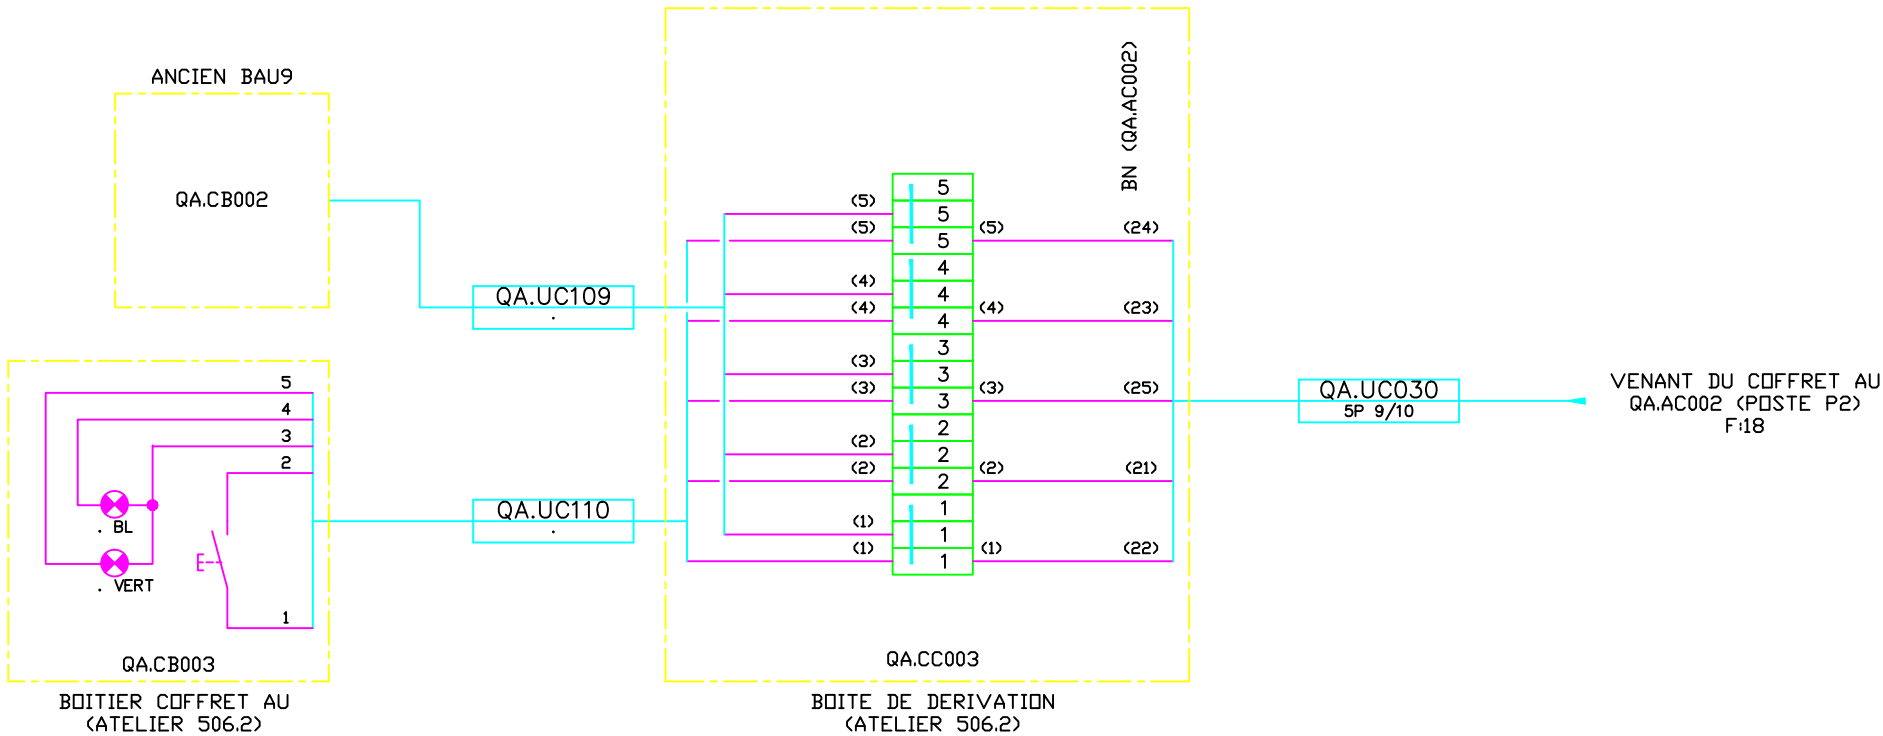 ANCIEN BAU9
QA.CB002
QA.UC109
.
5
4
3
2
. BL
. VERT
1
QA.CB003
BOITIER COFFRET AU
(ATELIER 506.2)
QA.UC110
.
BN (QA.AC002)
5
(5) 5
(5) 5 (5) (24)
4
(4) 4
(4) 4 (4) (23)
3
(3) 3
(3) 3 (3) (25)
2
(2) 2
(2) 2 (2) (21)
1
(1) 1
(1) 1 (1) (22)
QA.CC003
BOITE DE DERIVATION
(ATELIER 506.2)
QA.UC030
5P 9/10
VENANT DU COFFRET AU
QA.AC002 (POSTE P2)
F:18